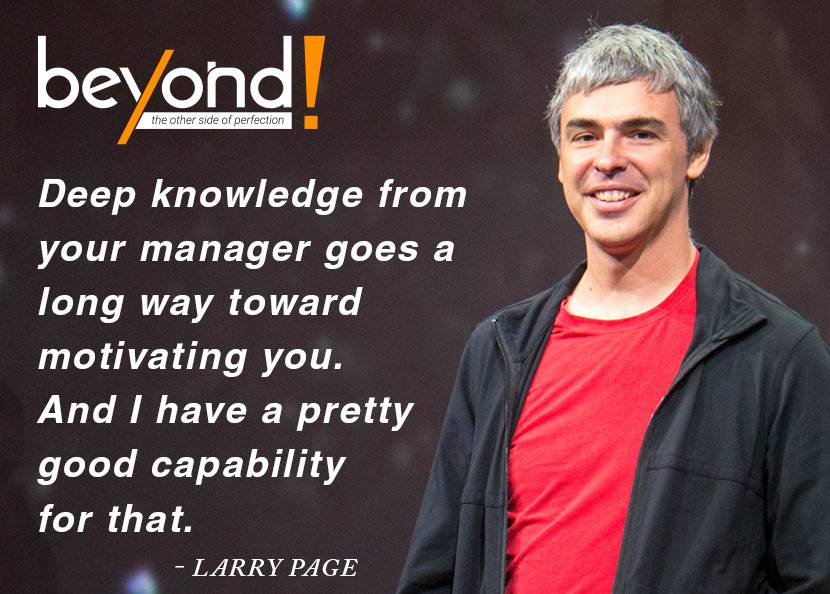 beyond!
the other side of perfection
Deep knowledge from
your manager goes a
long way toward
motivating you.
And I have a pretty
good capability
for that.
- LARRY PAGE